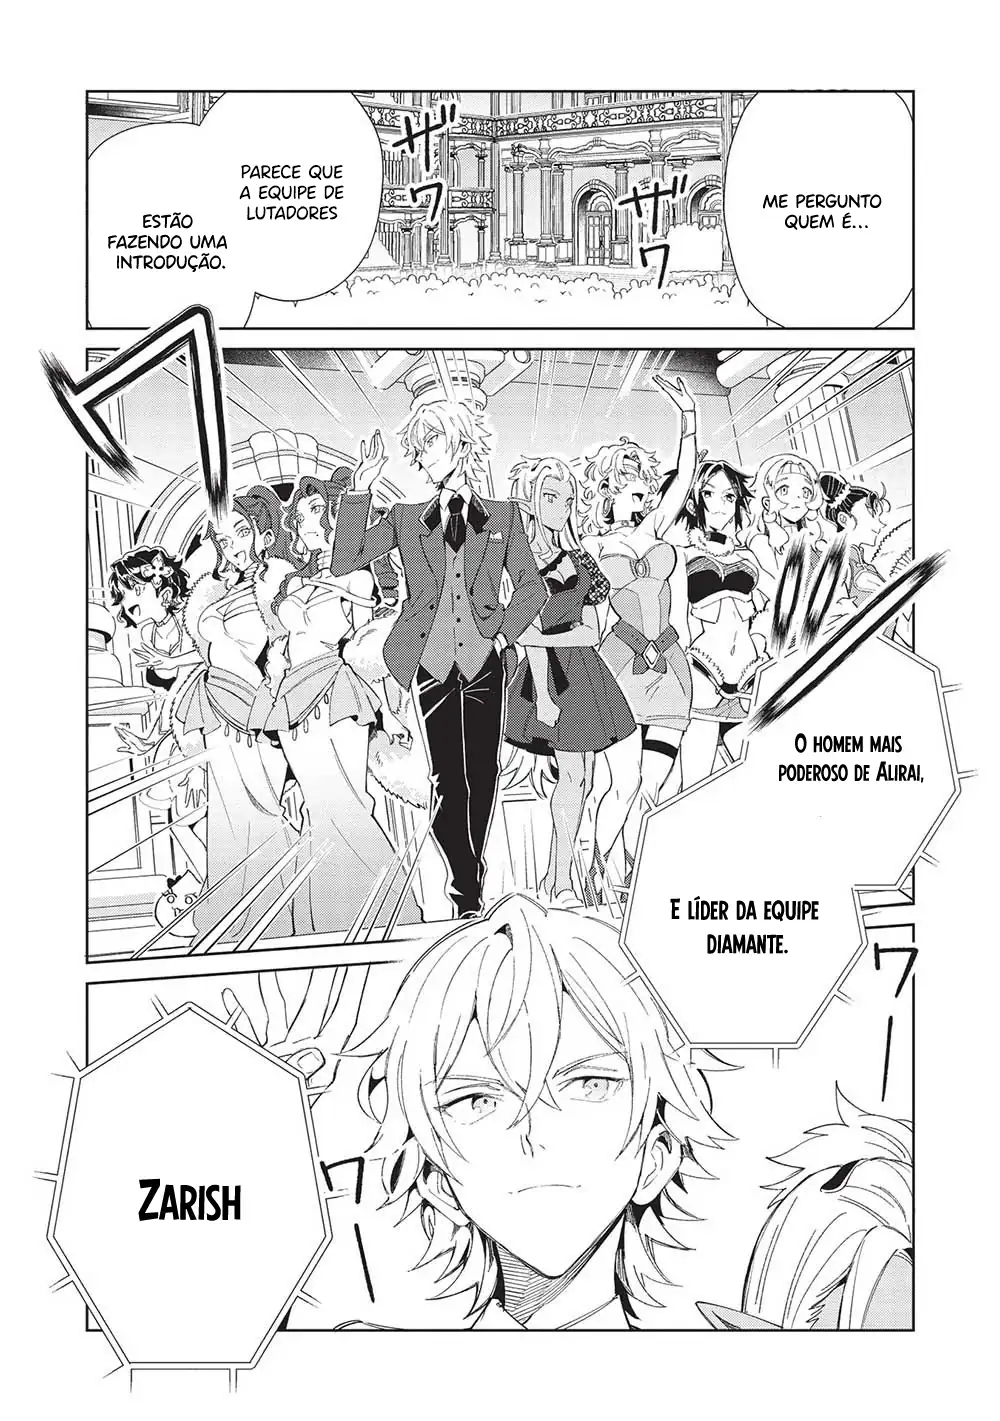 ME PERGUNTO
QUEM É...
ザワ
ザワ
PARECE QUE
A EQUIPE DE
LUTADORES
ESTÃO
FAZENDO UMA
INTRODUÇÃO.
ワ
O HOMEM MAIS
PODEROSO DE ALIRAI,
E LÍDER DA EQUIPE
DIAMANTE.
ワー
ワー
ZARISH